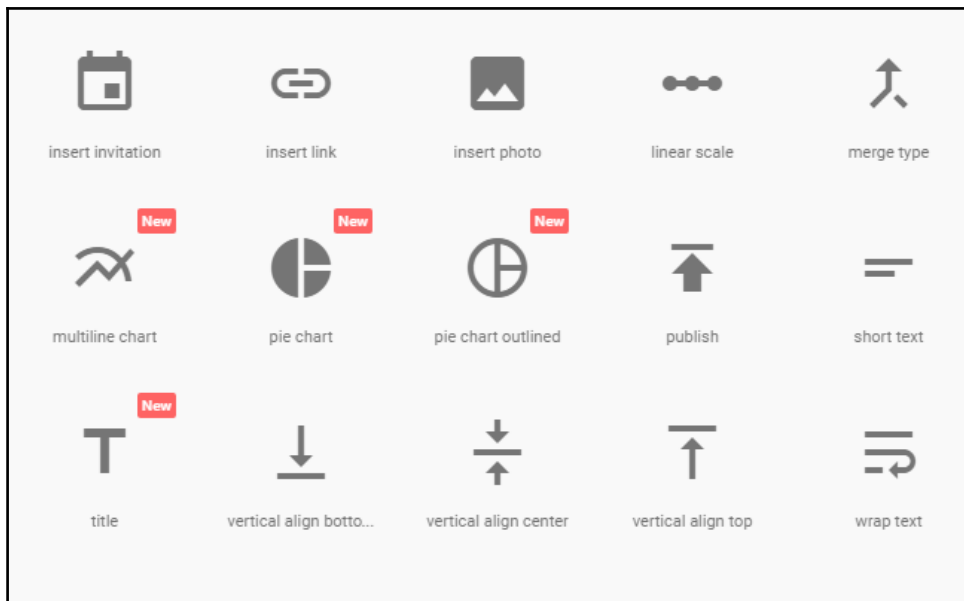 insert invitation
insert link
insert photo
linear scale
merge type
New
New
New
multiline chart
pie chart
pie chart outlined
publish
short text
New
title
vertical align botto...
vertical align center
vertical align top
wrap text